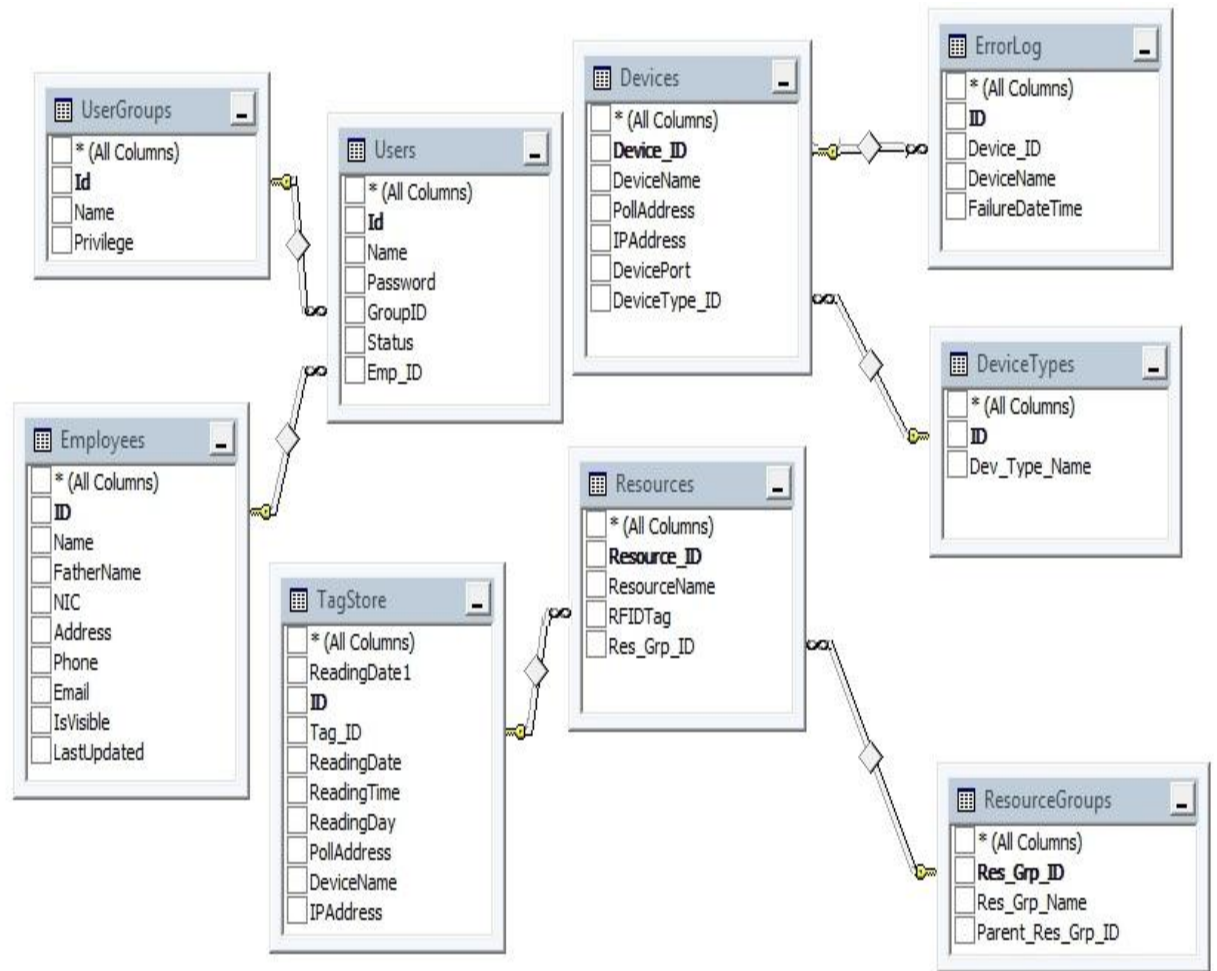 UserGroups
* (All Columns)
Id
Name
Privilege
Users
* (All Columns)
Id
Name
Password
GroupID
Status
Emp_ID
Devices
* (All Columns)
Device_ID
DeviceName
PollAddress
IPAddress
DevicePort
DeviceType_ID
ErrorLog
* (All Columns)
ID
Device_ID
DeviceName
FailureDateTime
DeviceTypes
* (All Columns)
ID
Dev_Type_Name
Employees
* (All Columns)
ID
Name
FatherName
NIC
Address
Phone
Email
IsVisible
LastUpdated
TagStore
* (All Columns)
ReadingDate1
ID
Tag_ID
ReadingDate
ReadingTime
ReadingDay
PollAddress
DeviceName
IPAddress
Resources
* (All Columns)
Resource_ID
ResourceName
RFIDTag
Res_Grp_ID
ResourceGroups
* (All Columns)
Res_Grp_ID
Res_Grp_Name
Parent_Res_Grp_ID